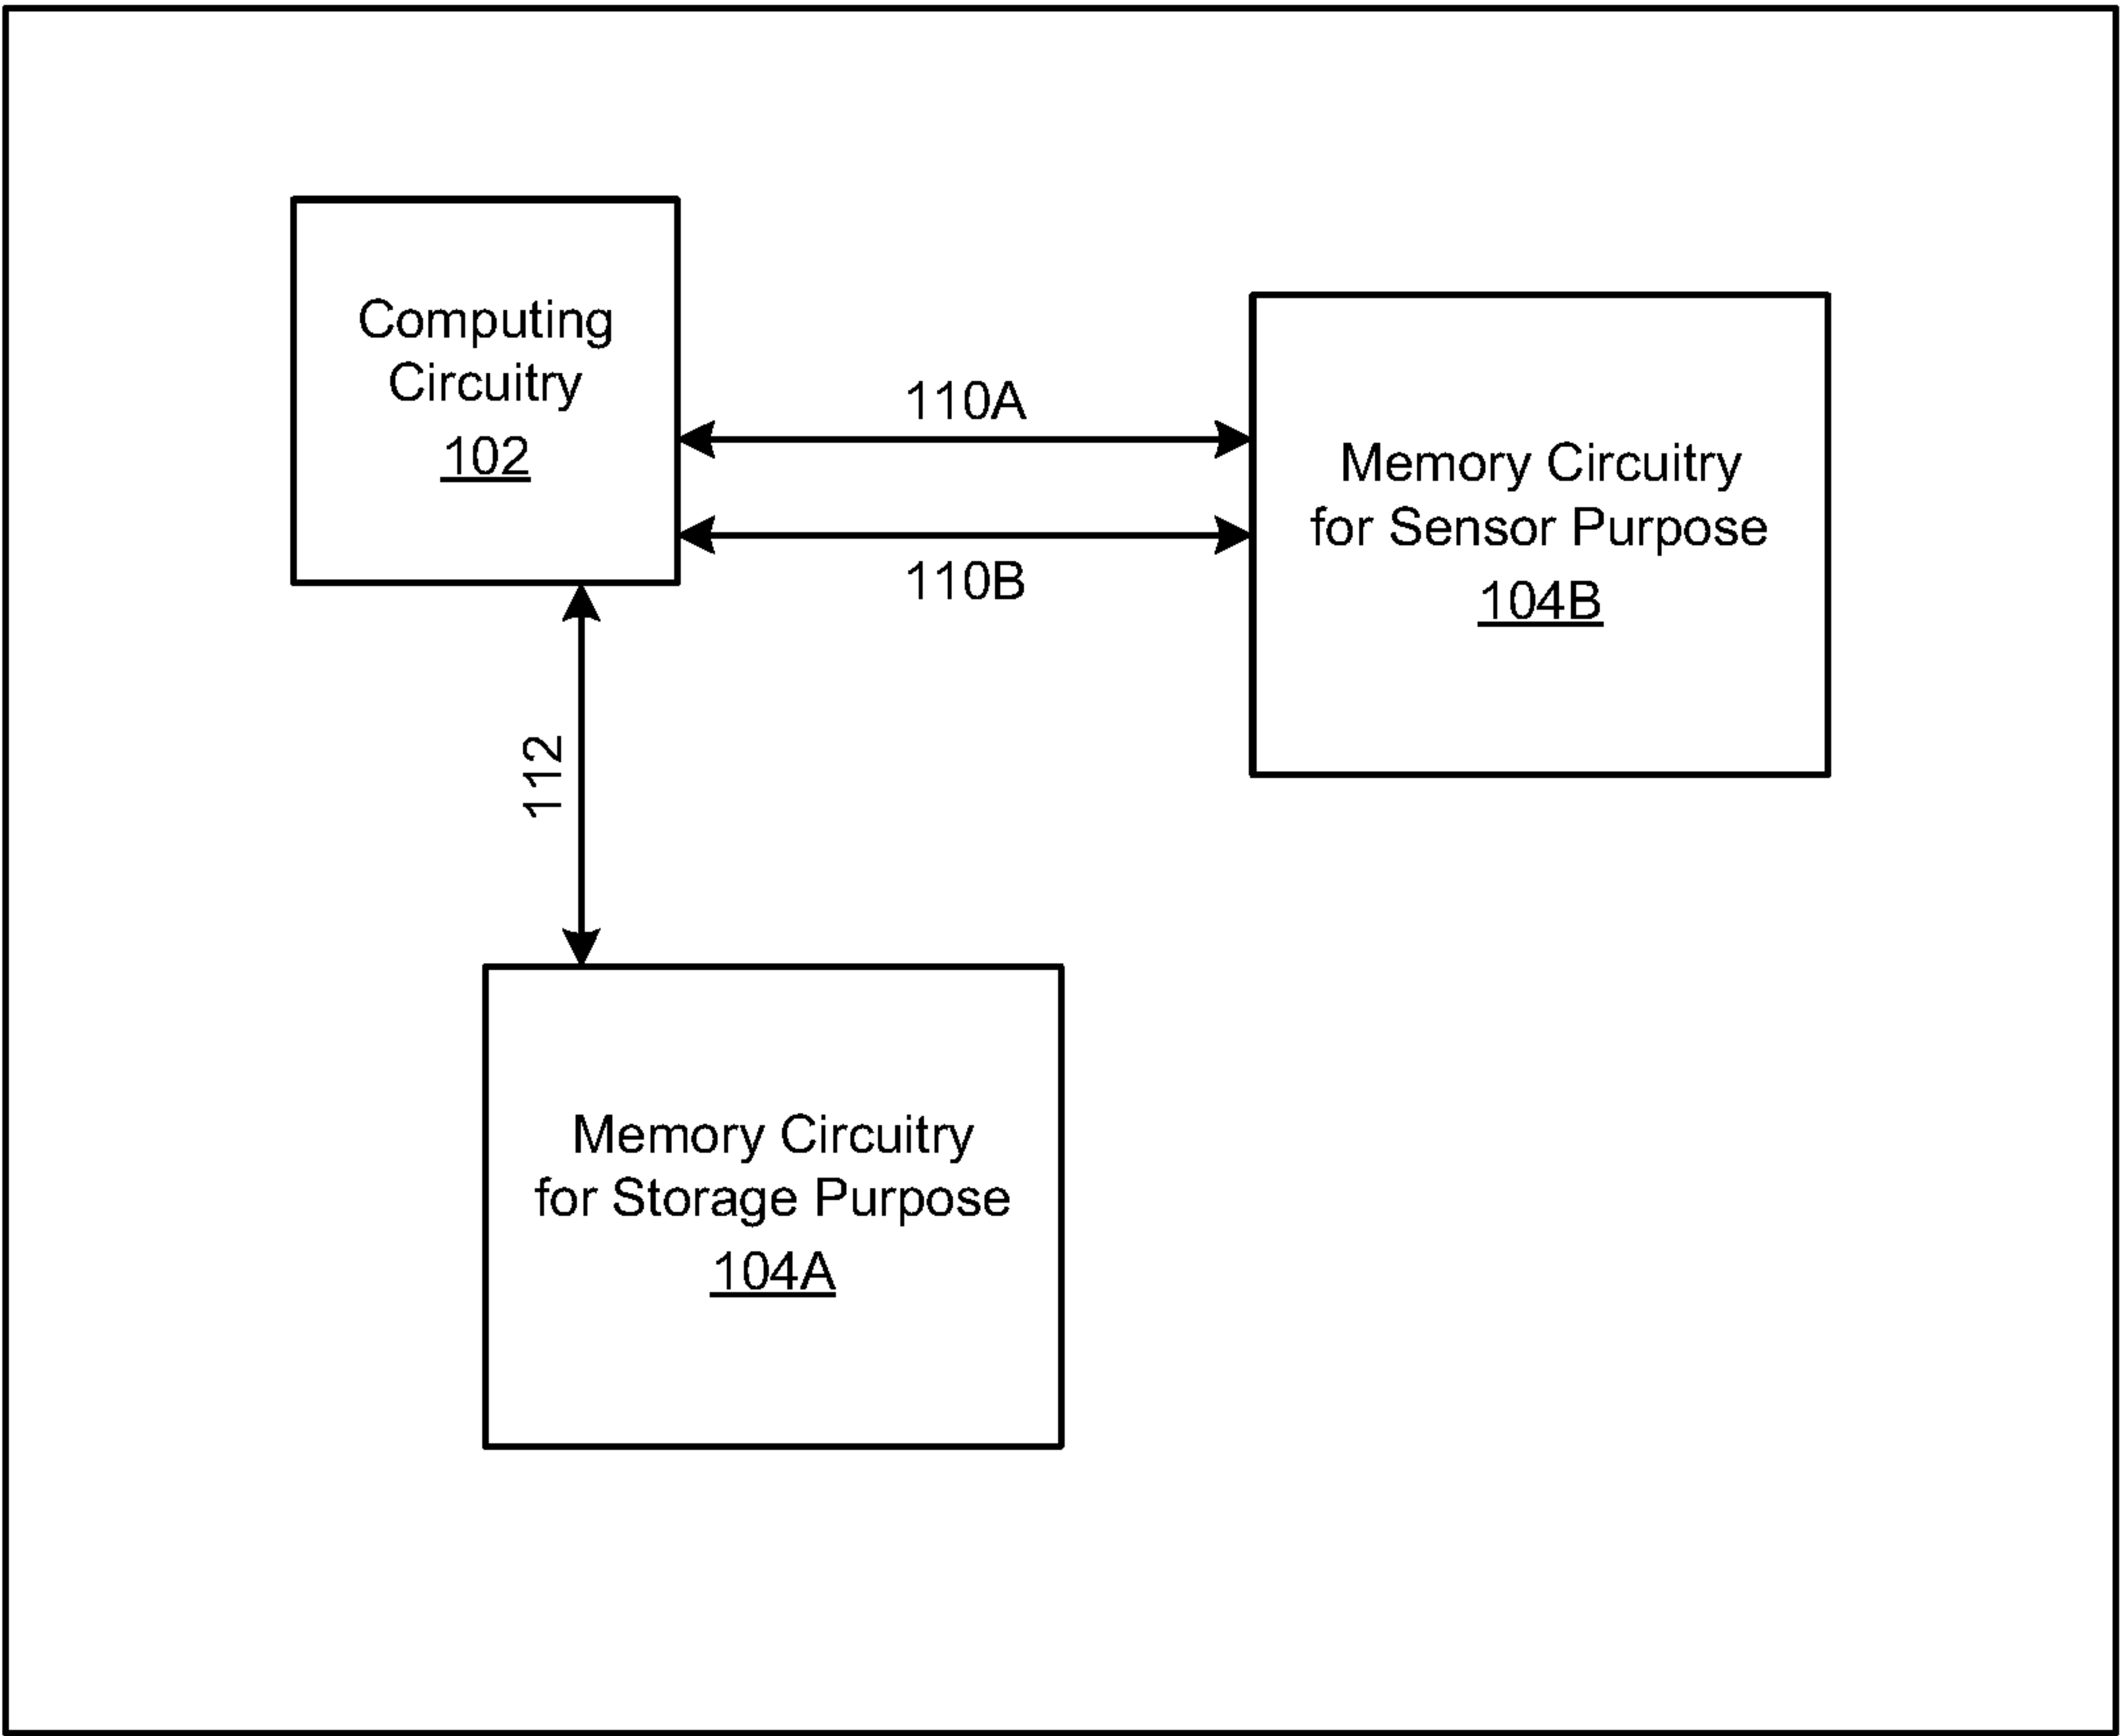 Computing
Circuitry
102
110A
110B
Memory Circuitry
for Sensor Purpose
104B
112
Memory Circuitry
for Storage Purpose
104A